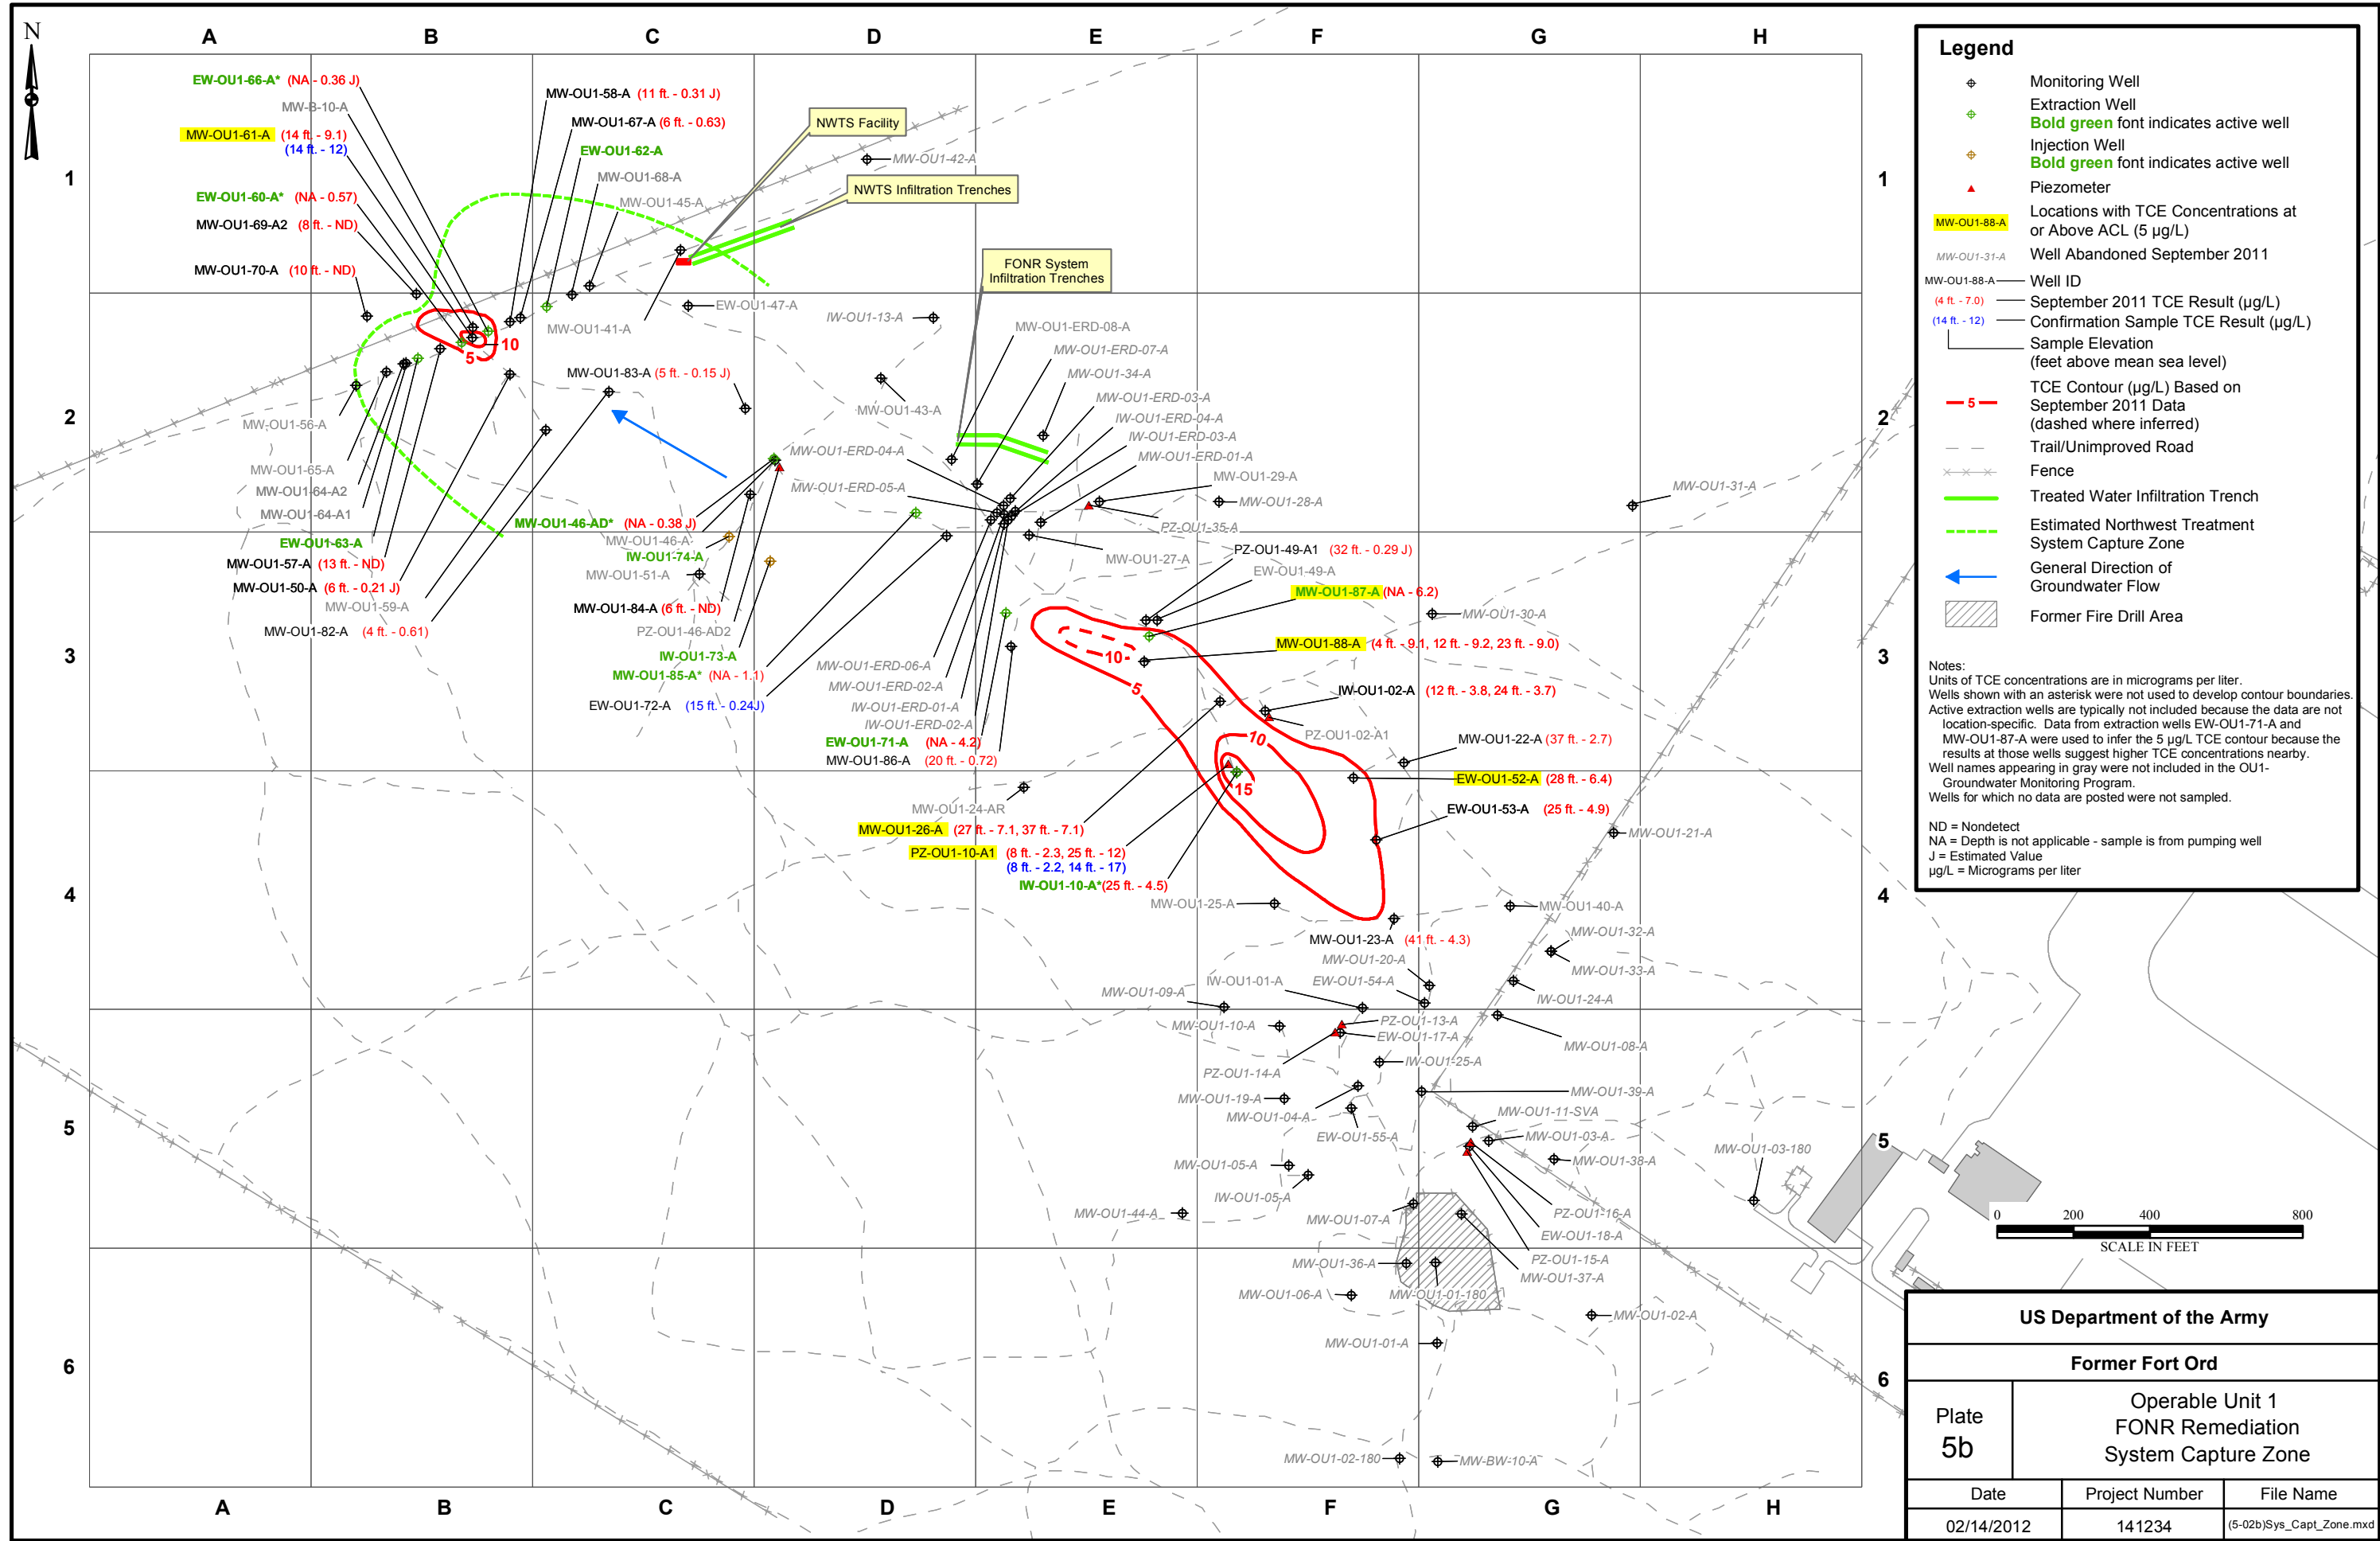 N
A B C D E F G H
EW-OU1-66-A* (NA - 0.36 J)
MW-B-10-A
MW-OU1-61-A (14 ft. - 9.1)
(14 ft. - 12)
EW-OU1-60-A* (NA - 0.57)
MW-OU1-69-A2 (8 ft. - ND)
MW-OU1-70-A (10 ft. - ND)
MW-OU1-58-A (11 ft. - 0.31 J)
MW-OU1-67-A (6 ft. - 0.63)
EW-OU1-62-A
MW-OU1-68-A
MW-OU1-45-A
NWTS Facility
MW-OU1-42-A
NWTS Infiltration Trenches
FONR System
Infiltration Trenches
1
1
EW-OU1-47-A
MW-OU1-41-A
IW-OU1-13-A
MW-OU1-ERD-08-A
MW-OU1-ERD-07-A
MW-OU1-34-A
MW-OU1-83-A (5 ft. - 0.15 J)
MW-OU1-43-A
MW-OU1-ERD-03-A
IW-OU1-ERD-04-A
IW-OU1-ERD-03-A
MW-OU1-ERD-01-A
MW-OU1-ERD-04-A
MW-OU1-ERD-05-A
MW-OU1-29-A
MW-OU1-28-A
MW-OU1-31-A
PZ-OU1-35-A
MW-OU1-27-A
5
10
2
2
MW-OU1-56-A
MW-OU1-65-A
MW-OU1-64-A2
MW-OU1-64-A1
EW-OU1-63-A
MW-OU1-57-A (13 ft. - ND)
MW-OU1-50-A (6 ft. - 0.21 J)
MW-OU1-59-A
MW-OU1-82-A (4 ft. - 0.61)
MW-OU1-46-AD* (NA - 0.38 J)
MW-OU1-46-A
IW-OU1-74-A
MW-OU1-51-A
MW-OU1-84-A (6 ft. - ND)
PZ-OU1-46-AD2
IW-OU1-73-A
MW-OU1-85-A* (NA - 1.1)
EW-OU1-72-A (15 ft. - 0.24J)
MW-OU1-ERD-06-A
MW-OU1-ERD-02-A
IW-OU1-ERD-01-A
IW-OU1-ERD-02-A
EW-OU1-71-A (NA - 4.2)
MW-OU1-86-A (20 ft. - 0.72)
PZ-OU1-49-A1 (32 ft. - 0.29 J)
EW-OU1-49-A
MW-OU1-87-A (NA - 6.2)
MW-OU1-30-A
MW-OU1-88-A (4 ft. - 9.1, 12 ft. - 9.2, 23 ft. - 9.0)
IW-OU1-02-A (12 ft. - 3.8, 24 ft. - 3.7)
PZ-OU1-02-A1
MW-OU1-22-A (37 ft. - 2.7)
EW-OU1-52-A (28 ft. - 6.4)
EW-OU1-53-A (25 ft. - 4.9)
10
5
10
15
3
3
MW-OU1-24-AR
MW-OU1-26-A (27 ft. - 7.1, 37 ft. - 7.1)
PZ-OU1-10-A1 (8 ft. - 2.3, 25 ft. - 12)
(8 ft. - 2.2, 14 ft. - 17)
IW-OU1-10-A* (25 ft. - 4.5)
MW-OU1-21-A
MW-OU1-25-A
MW-OU1-40-A
MW-OU1-23-A (41 ft. - 4.3)
MW-OU1-32-A
MW-OU1-20-A
MW-OU1-33-A
IW-OU1-01-A
EW-OU1-54-A
MW-OU1-09-A
IW-OU1-24-A
4
4
MW-OU1-10-A
PZ-OU1-13-A
EW-OU1-17-A
MW-OU1-08-A
IW-OU1-25-A
PZ-OU1-14-A
MW-OU1-39-A
MW-OU1-19-A
MW-OU1-04-A
MW-OU1-11-SVA
EW-OU1-55-A
MW-OU1-03-A
MW-OU1-03-180
MW-OU1-38-A
MW-OU1-05-A
IW-OU1-05-A
MW-OU1-44-A
MW-OU1-07-A
PZ-OU1-16-A
EW-OU1-18-A
PZ-OU1-15-A
MW-OU1-37-A
5
5
MW-OU1-36-A
MW-OU1-06-A
MW-OU1-01-180
MW-OU1-02-A
MW-OU1-01-A
MW-OU1-02-180
MW-BW-10-A
6
6
A B C D E F G H
Legend
Monitoring Well
Extraction Well
Bold green font indicates active well
Injection Well
Bold green font indicates active well
Piezometer
MW-OU1-88-A Locations with TCE Concentrations at
or Above ACL (5 µg/L)
MW-OU1-31-A Well Abandoned September 2011
MW-OU1-88-A Well ID
(4 ft. - 7.0) September 2011 TCE Result (µg/L)
(14 ft. - 12) Confirmation Sample TCE Result (µg/L)
Sample Elevation
(feet above mean sea level)
TCE Contour (µg/L) Based on
5 September 2011 Data
(dashed where inferred)
Trail/Unimproved Road
Fence
Treated Water Infiltration Trench
Estimated Northwest Treatment
System Capture Zone
General Direction of
Groundwater Flow
Former Fire Drill Area
Notes:
Units of TCE concentrations are in micrograms per liter.
Wells shown with an asterisk were not used to develop contour boundaries.
Active extraction wells are typically not included because the data are not
location-specific. Data from extraction wells EW-OU1-71-A and
MW-OU1-87-A were used to infer the 5 µg/L TCE contour because the
results at those wells suggest higher TCE concentrations nearby.
Well names appearing in gray were not included in the OU1-
Groundwater Monitoring Program.
Wells for which no data are posted were not sampled.
ND = Nondetect
NA = Depth is not applicable - sample is from pumping well
J = Estimated Value
µg/L = Micrograms per liter
0 200 400 800
SCALE IN FEET
US Department of the Army
Former Fort Ord
Plate
5b
Operable Unit 1
FONR Remediation
System Capture Zone
Date Project Number File Name
02/14/2012 141234 (5-02b)Sys_Capt_Zone.mxd